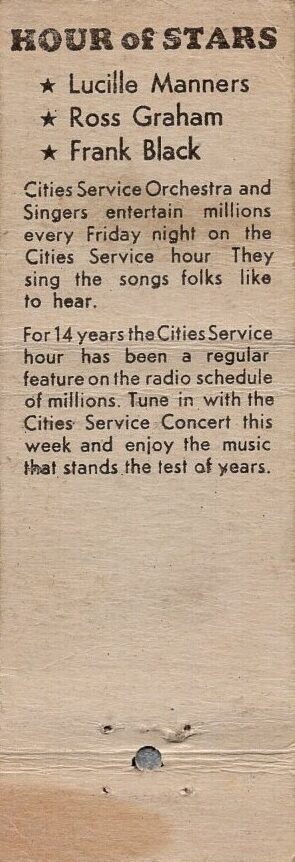 HOUR of STARS
★ Lucille Manners
★ Ross Graham
★ Frank Black
Cities Service Orchestra and
Singers entertain millions
every Friday night on the
Cities Service hour They
sing the songs folks like
to hear.
For 14 years the Cities Service
hour has been a regular
feature on the radio schedule
of millions. Tune in with the
Cities Service Concert this
week and enjoy the music
that stands the test of years.